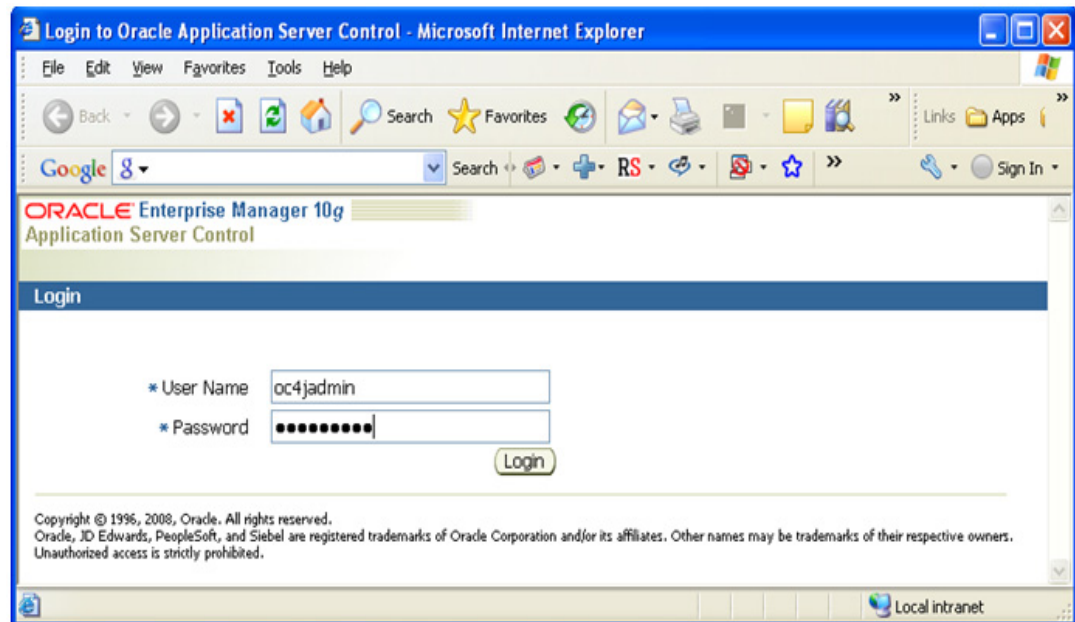 Login to Oracle Application Server Control - Microsoft Internet Explorer
File Edit View Favorites Tools Help
Back Search Favorites » Links Apps »
Google g Search RS » Sign In
ORACLE Enterprise Manager 10g
Application Server Control
Login
* User Name oc4jadmin
* Password ●●●●●●●●●
Login
Copyright © 1996, 2008, Oracle. All rights reserved.
Oracle, JD Edwards, PeopleSoft, and Siebel are registered trademarks of Oracle Corporation and/or its affiliates. Other names may be trademarks of their respective owners.
Unauthorized access is strictly prohibited.
Local intranet